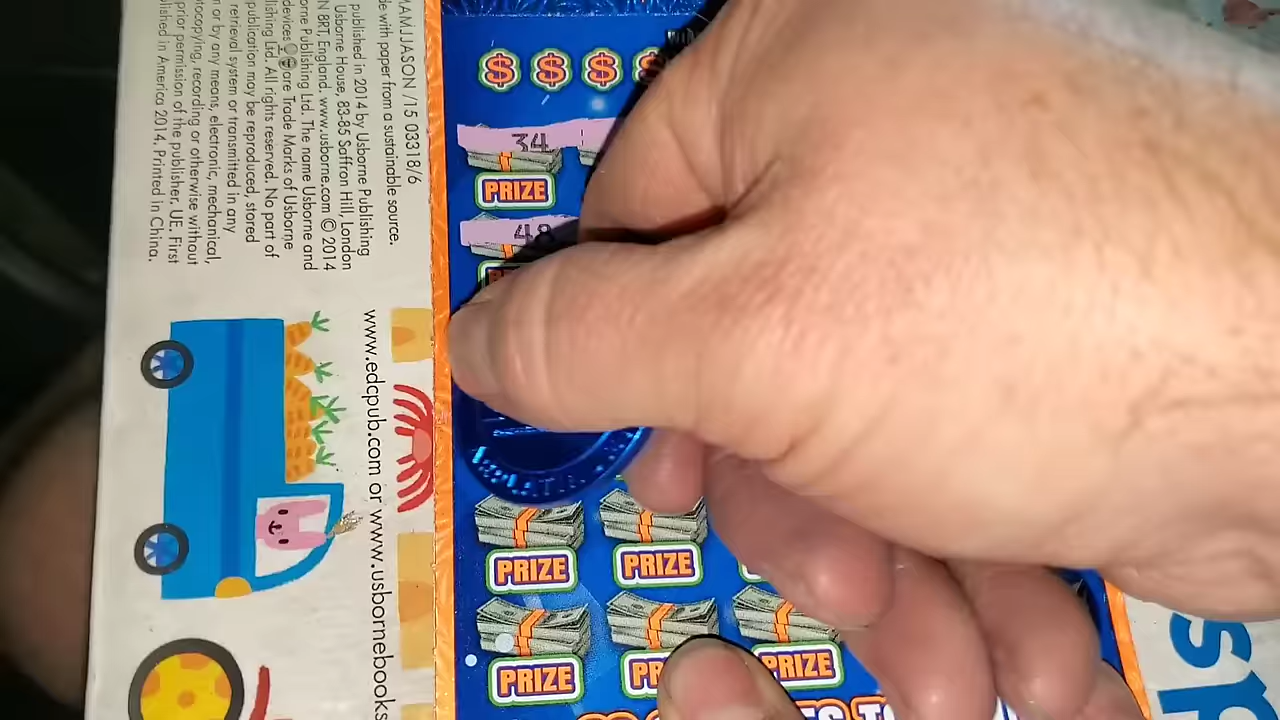 MAMJJASON /15 03318/6
de with paper from a sustainable source.
published in 2014 by Usborne Publishing
Usborne House, 83-85 Saffron Hill, London
N 8RT, England. www.usborne.com © 2014
orne Publishing Ltd. The name Usborne and
devices are Trade Marks of Usborne
lishing Ltd. All rights reserved. No part of
publication may be reproduced, stored
retrieval system or transmitted in any
or by any means, electronic, mechanical,
tocopying, recording or otherwise without
prior permission of the publisher. UE. First
lished in America 2014. Printed in China.
www.edcpub.com or www.usbornebooks
$ $ $ $
34
PRIZE
48
PRIZE PRIZE
PRIZE PR PRIZE